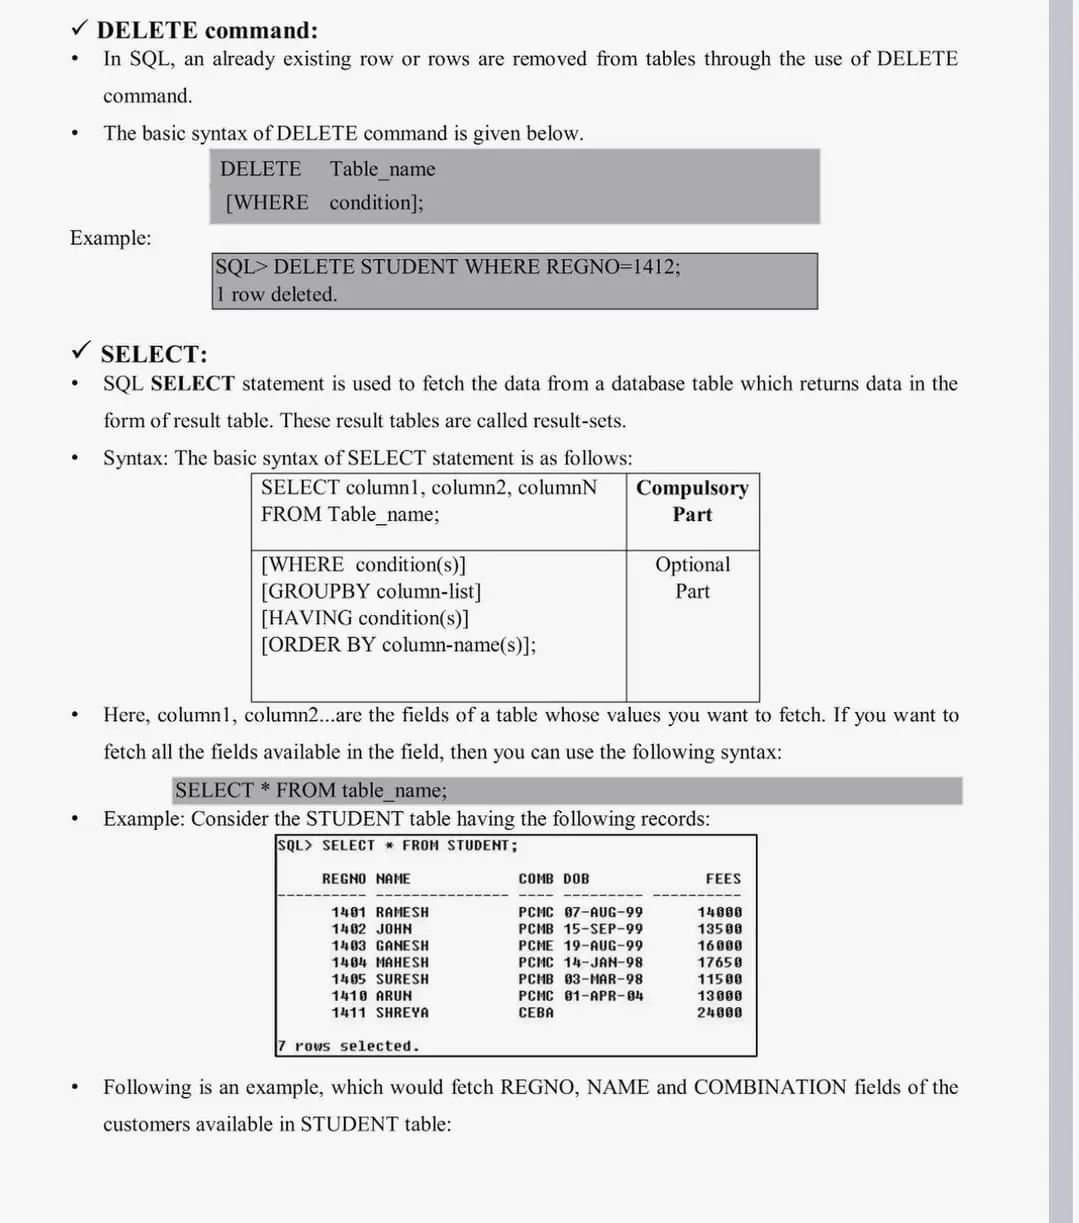 ✓ DELETE command:
• In SQL, an already existing row or rows are removed from tables through the use of DELETE
command.
• The basic syntax of DELETE command is given below.
DELETE Table_name
[WHERE condition];
Example:
SQL> DELETE STUDENT WHERE REGNO=1412;
1 row deleted.
✓ SELECT:
• SQL SELECT statement is used to fetch the data from a database table which returns data in the
form of result table. These result tables are called result-sets.
• Syntax: The basic syntax of SELECT statement is as follows:
SELECT column1, column2, columnN Compulsory
FROM Table_name; Part
[WHERE condition(s)] Optional
[GROUPBY column-list] Part
[HAVING condition(s)]
[ORDER BY column-name(s)];
• Here, column1, column2...are the fields of a table whose values you want to fetch. If you want to
fetch all the fields available in the field, then you can use the following syntax:
SELECT * FROM table_name;
• Example: Consider the STUDENT table having the following records:
SQL> SELECT * FROM STUDENT;
REGNO NAME COMB DOB FEES
---------- --------------- ---- --------- ----------
1401 RAMESH PCMC 07-AUG-99 14000
1402 JOHN PCMB 15-SEP-99 13500
1403 GANESH PCME 19-AUG-99 16000
1404 MAHESH PCMC 14-JAN-98 17650
1405 SURESH PCMB 03-MAR-98 11500
1410 ARUN PCMC 01-APR-04 13000
1411 SHREYA CEBA 24000
7 rows selected.
• Following is an example, which would fetch REGNO, NAME and COMBINATION fields of the
customers available in STUDENT table: